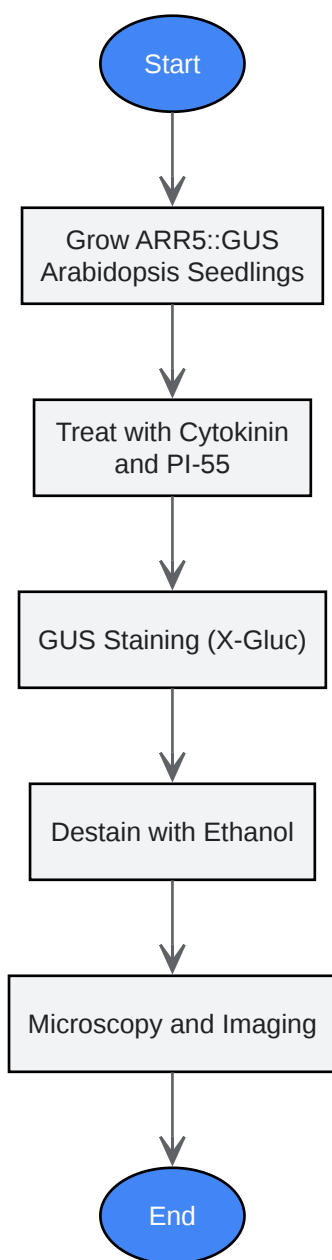 Start
Grow ARR5::GUS
Arabidopsis Seedlings
Treat with Cytokinin
and PI-55
GUS Staining (X-Gluc)
Destain with Ethanol
Microscopy and Imaging
End